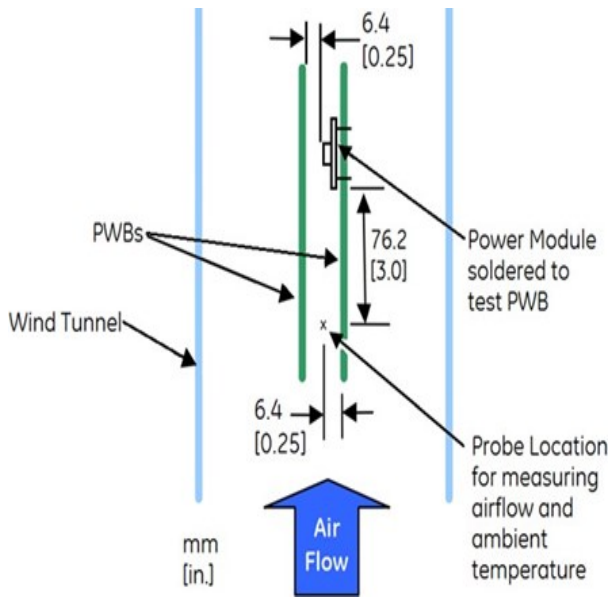 6.4
[0.25]
PWBs
76.2
[3.0]
Power Module
soldered to
test PWB
Wind Tunnel
x
6.4
[0.25]
Probe Location
for measuring
airflow and
ambient
temperature
Air
Flow
mm
[in.]